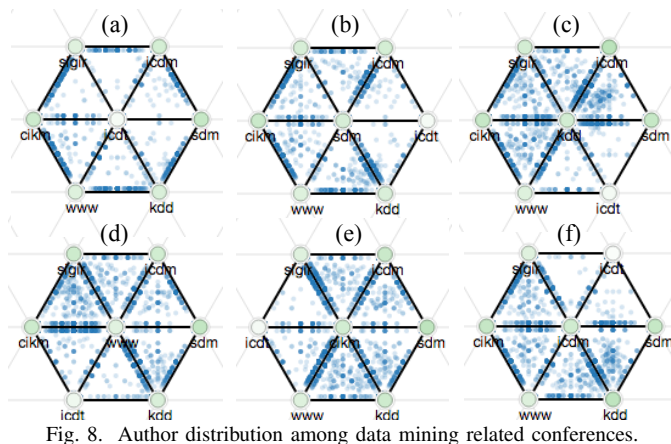 (a) (b) (c)
sigir icdm sigir icdm sigir icdm
cikm icdt sdm cikm sdm icdt cikm kdd sdm
www kdd www kdd www icdt
(d) (e) (f)
sigir icdm sigir icdm sigir icdt
cikm www sdm icdt cikm sdm cikm icdm sdm
icdt kdd www kdd www kdd
Fig. 8. Author distribution among data mining related conferences.